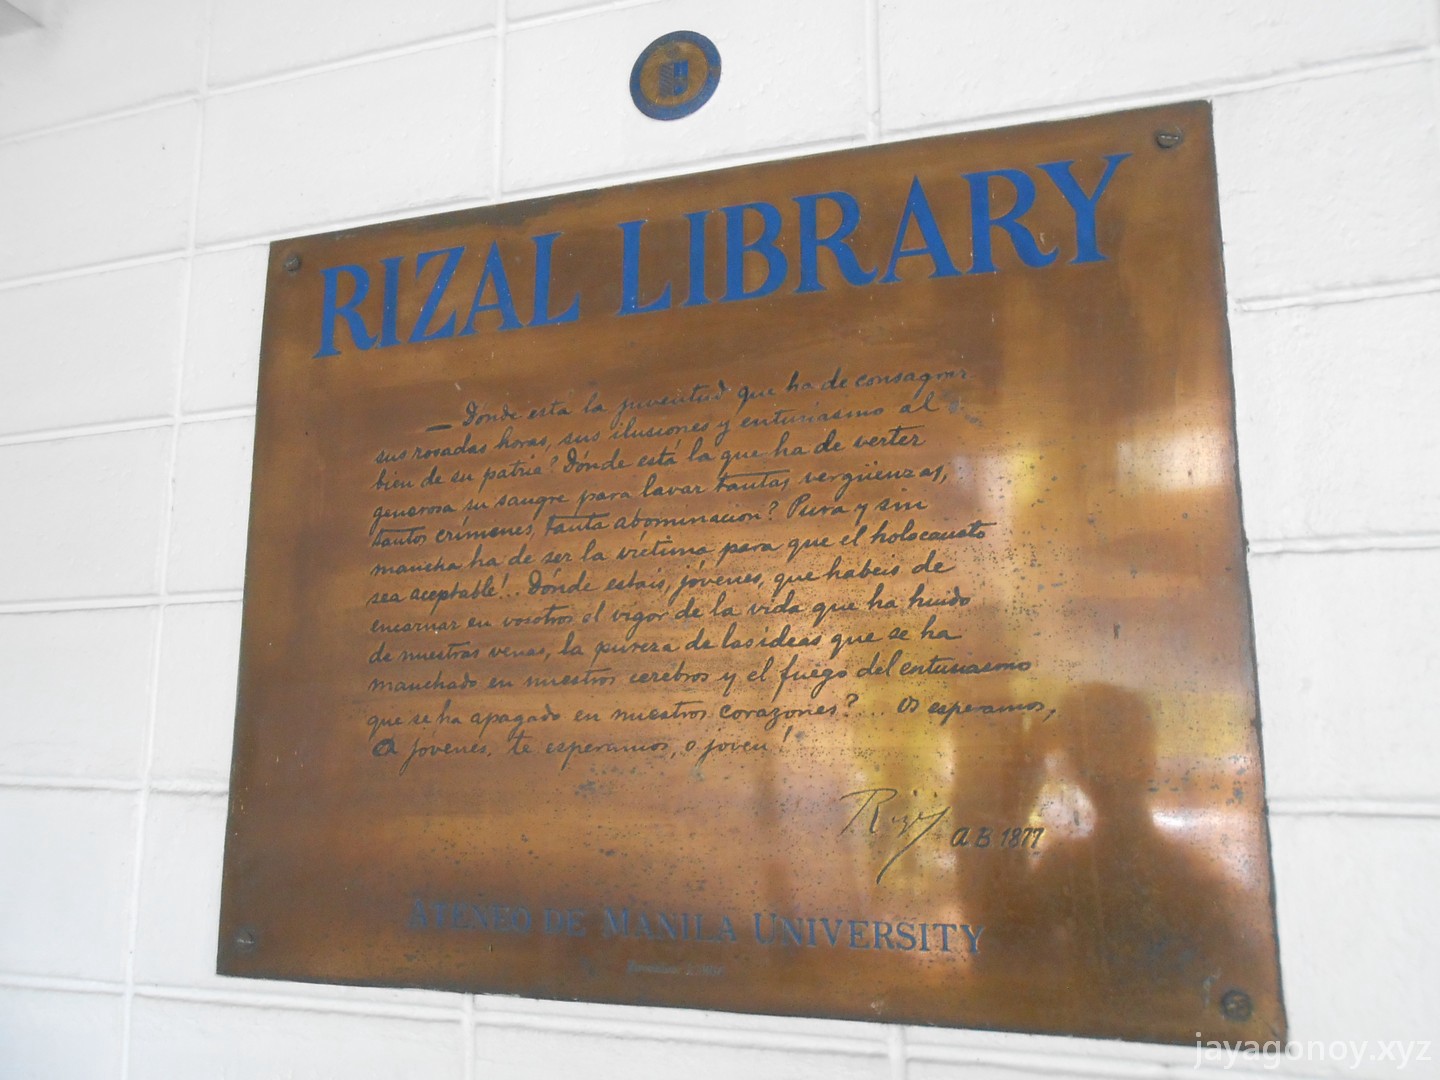 RIZAL LIBRARY
— Dónde está la juventud que ha de consagrar
sus rosadas horas, sus ilusiones y entusiasmo al
bien de su patria? Dónde está la que ha de verter
generosa su sangre para lavar tantas vergüenzas,
tantos crímenes, tanta abominacion? Pura y sin
mancha ha de ser la víctima para que el holocausto
sea aceptable!.. Dónde estais, jóvenes, que habeis de
encarnar en vosotros el vigor de la vida que ha huido
de nuestras venas, la pureza de las ideas que se ha
manchado en nuestros cerebros y el fuego del entusiasmo
que se ha apagado en nuestros corazones?... Os esperamos,
o jóvenes, te esperamos, o joven!
Rizal AB 1877
ATENEO DE MANILA UNIVERSITY
jayagonoy.xyz